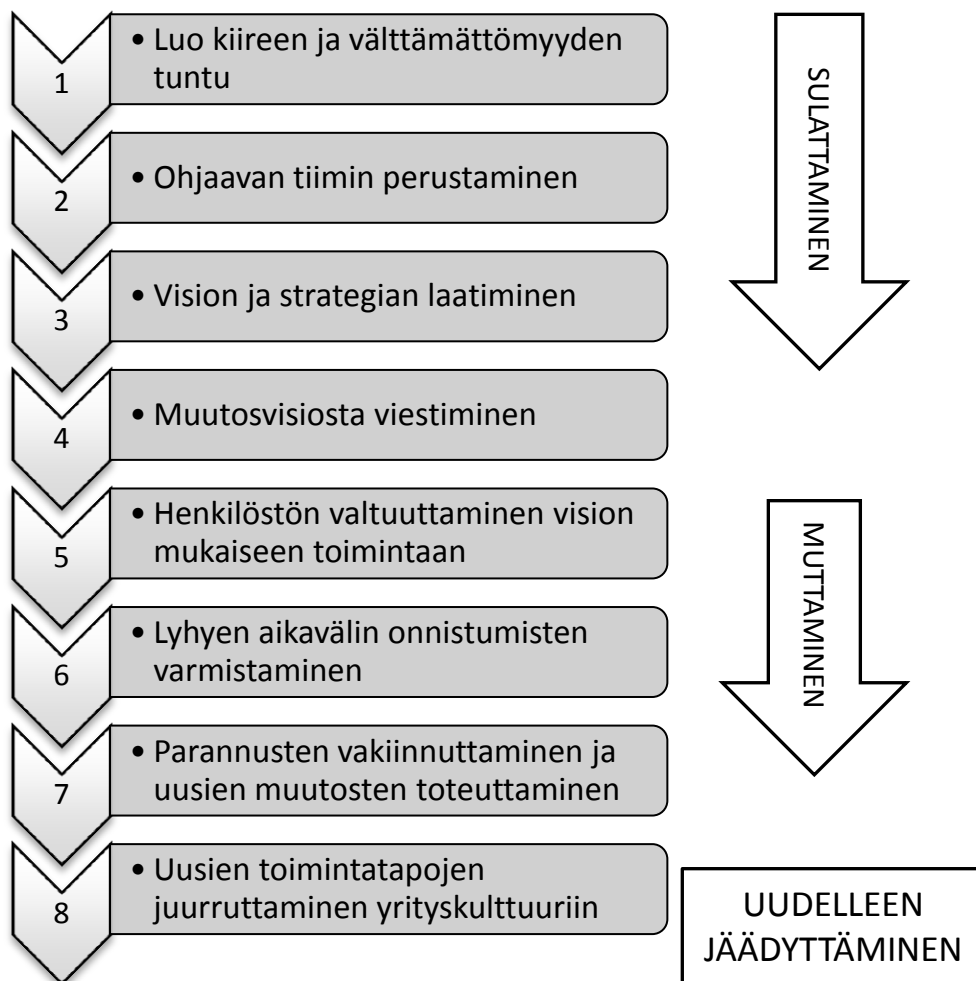 1
• Luo kiireen ja välttämättömyyden
tuntu
2
• Ohjaavan tiimin perustaminen
3
• Vision ja strategian laatiminen
4
• Muutosvisiosta viestiminen
5
• Henkilöstön valtuuttaminen vision
mukaiseen toimintaan
6
• Lyhyen aikavälin onnistumisten
varmistaminen
7
• Parannusten vakiinnuttaminen ja
uusien muutosten toteuttaminen
8
• Uusien toimintatapojen
juurruttaminen yrityskulttuuriin
SULATTAMINEN
MUTTAMINEN
UUDELLEEN
JÄÄDYTTÄMINEN